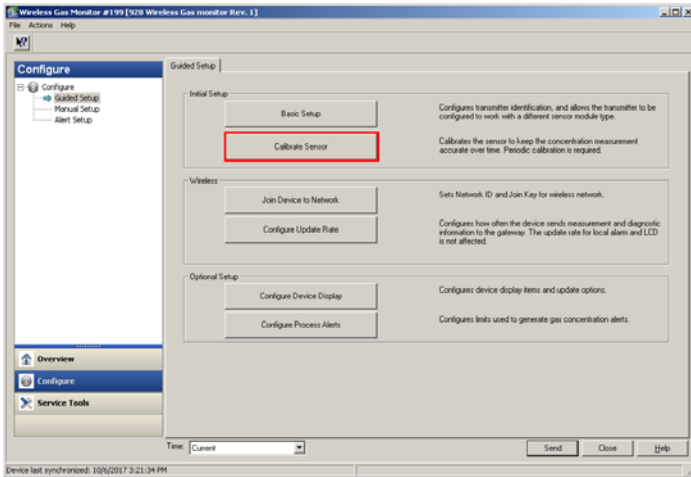 Wireless Gas Monitor #199 [928 Wireless Gas monitor Rev. 1]
File Actions Help
Configure
Configure
Guided Setup
Manual Setup
Alert Setup
Overview
Configure
Service Tools
Guided Setup
Initial Setup
Basic Setup
Configures transmitter identification, and allows the transmitter to be
configured to work with a different sensor module type.
Calibrate Sensor
Calibrates the sensor to keep the concentration measurement
accurate over time. Periodic calibration is required.
Wireless
Join Device to Network
Sets Network ID and Join Key for wireless network.
Configure Update Rate
Configures how often the device sends measurement and diagnostic
information to the gateway. The update rate for local alarm and LCD
is not affected.
Optional Setup
Configure Device Display
Configures device display items and update options.
Configure Process Alerts
Configures limits used to generate gas concentration alerts.
Time: Current
Send Close Help
Device last synchronized: 10/6/2017 3:21:34 PM